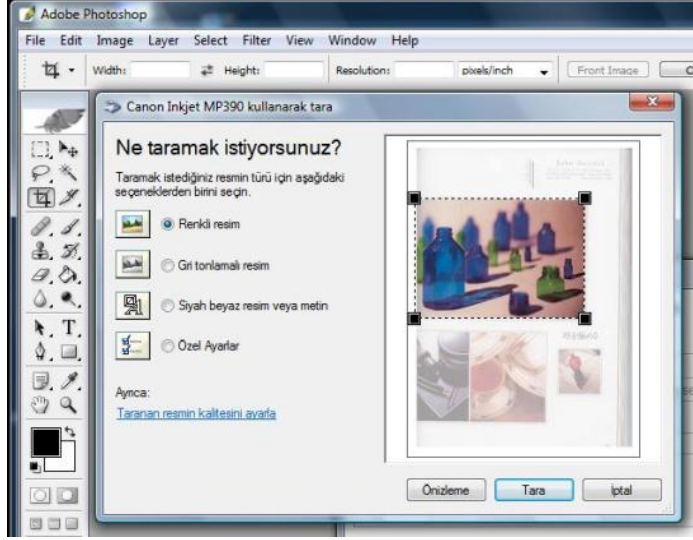 Adobe Photoshop
File Edit Image Layer Select Filter View Window Help
Width: Height: Resolution: pixels/inch Front Image
Canon Inkjet MP390 kullanarak tara
Ne taramak istiyorsunuz?
Taramak istediğiniz resmin türü için aşağıdaki
seçeneklerden birini seçin.
Renkli resim
Gri tonlamalı resim
Siyah beyaz resim veya metin
Özel Ayarlar
Ayrıca:
Taranan resmin kalitesini ayarla
Önizleme Tara İptal